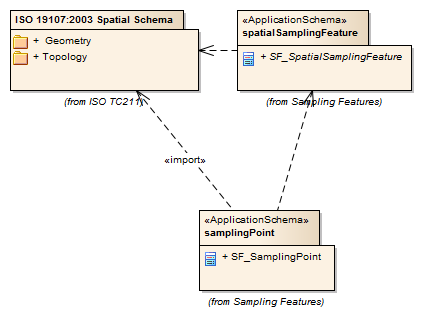 ISO 19107:2003 Spatial Schema
+ Geometry
+ Topology
(from ISO TC211)
«ApplicationSchema»
spatialSamplingFeature
+ SF_SpatialSamplingFeature
(from Sampling Features)
«import»
«ApplicationSchema»
samplingPoint
+ SF_SamplingPoint
(from Sampling Features)